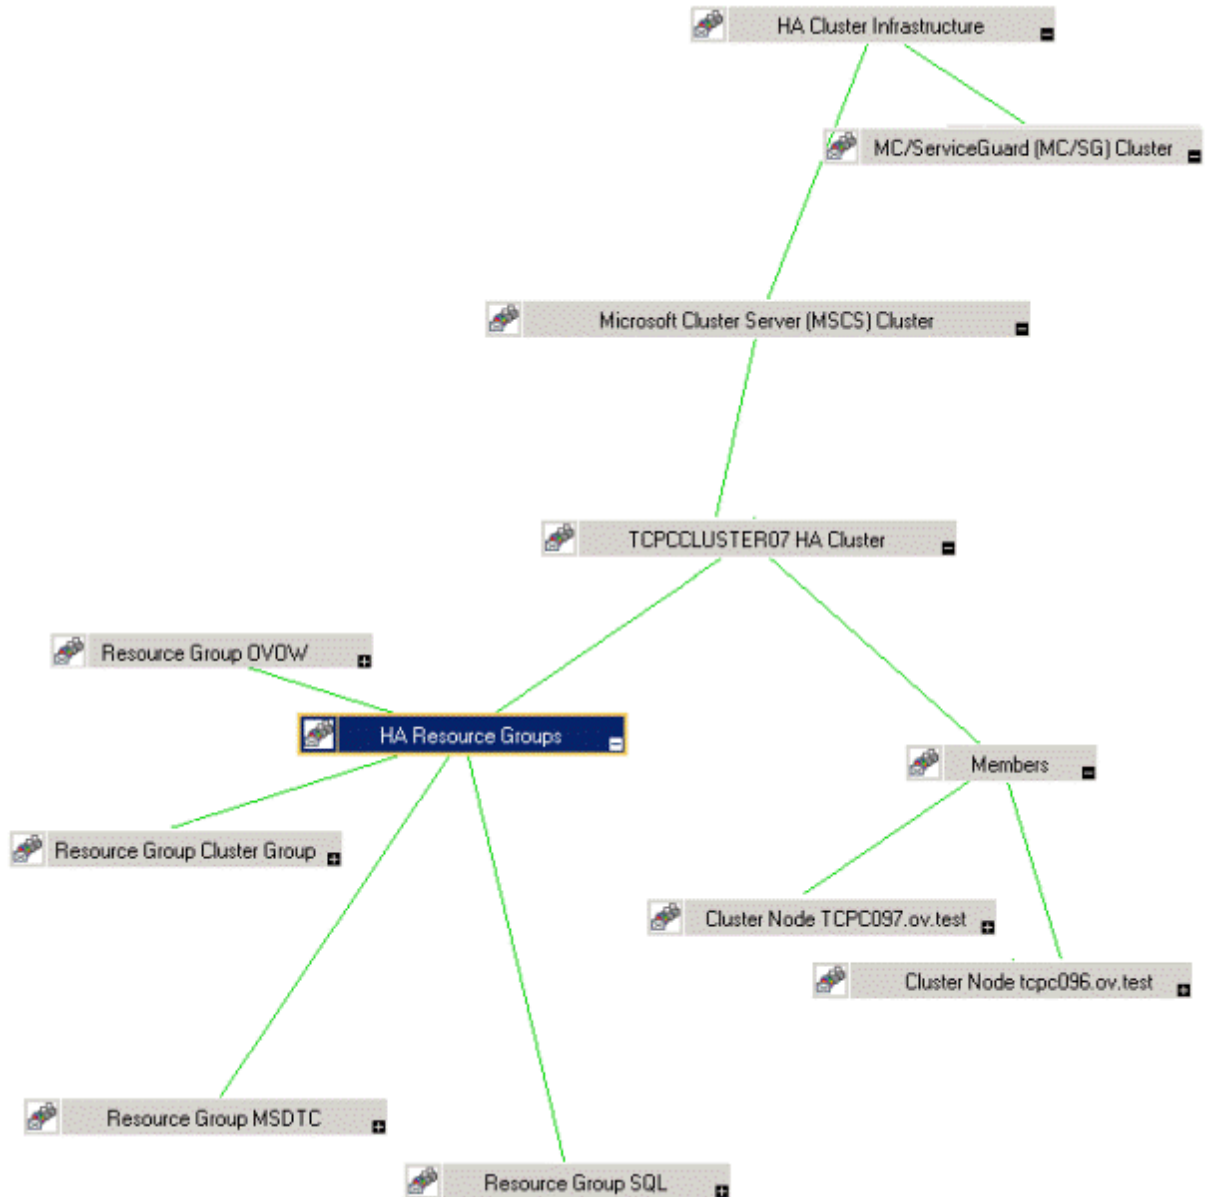 HA Cluster Infrastructure
MC/ServiceGuard (MC/SG) Cluster
Microsoft Cluster Server (MSCS) Cluster
TCPCCLUSTER07 HA Cluster
Resource Group OVOW
HA Resource Groups
Members
Resource Group Cluster Group
Cluster Node TCPC097.ov.test
Cluster Node tcpc096.ov.test
Resource Group MSDTC
Resource Group SQL